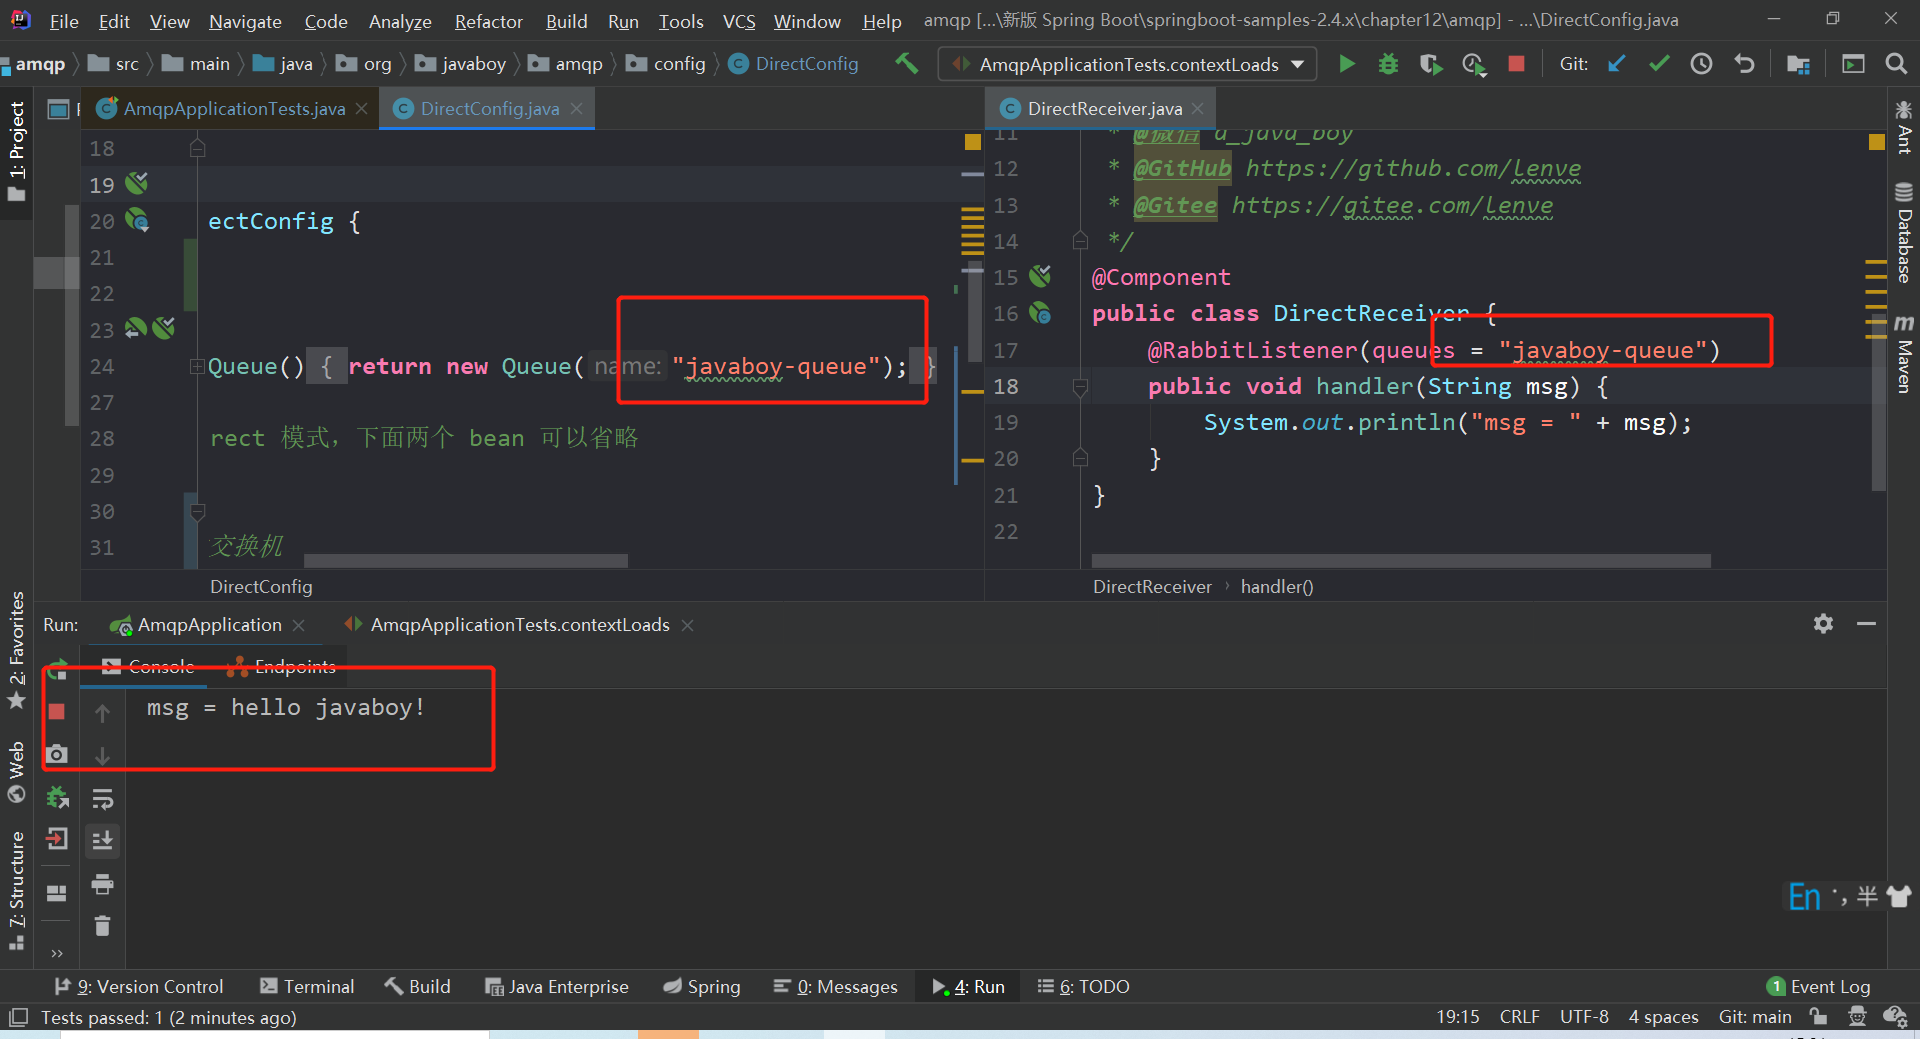 File Edit View Navigate Code Analyze Refactor Build Run Tools VCS Window Help amqp [...\新版 Spring Boot\springboot-samples-2.4.x\chapter12\amqp] - ...\DirectConfig.java
amqp src main java org javaboy amqp config DirectConfig AmqpApplicationTests.contextLoads Git:
1: Project
AmqpApplicationTests.java DirectConfig.java
18
19
20 ectConfig {
21
22
23
24 Queue() { return new Queue( name: "javaboy-queue"); }
27
28 rect 模式，下面两个 bean 可以省略
29
30
31 交换机
DirectConfig
DirectReceiver.java
11 * @微信 a_java_boy
12 * @GitHub https://github.com/lenve
13 * @Gitee https://gitee.com/lenve
14 */
15 @Component
16 public class DirectReceiver {
17 @RabbitListener(queues = "javaboy-queue")
18 public void handler(String msg) {
19 System.out.println("msg = " + msg);
20 }
21 }
22
DirectReceiver › handler()
Ant
Database
m Maven
Run: AmqpApplication AmqpApplicationTests.contextLoads
Console Endpoints
msg = hello javaboy!
2: Favorites
Web
7: Structure
En 半
9: Version Control Terminal Build Java Enterprise Spring 0: Messages 4: Run 6: TODO 1 Event Log
Tests passed: 1 (2 minutes ago) 19:15 CRLF UTF-8 4 spaces Git: main